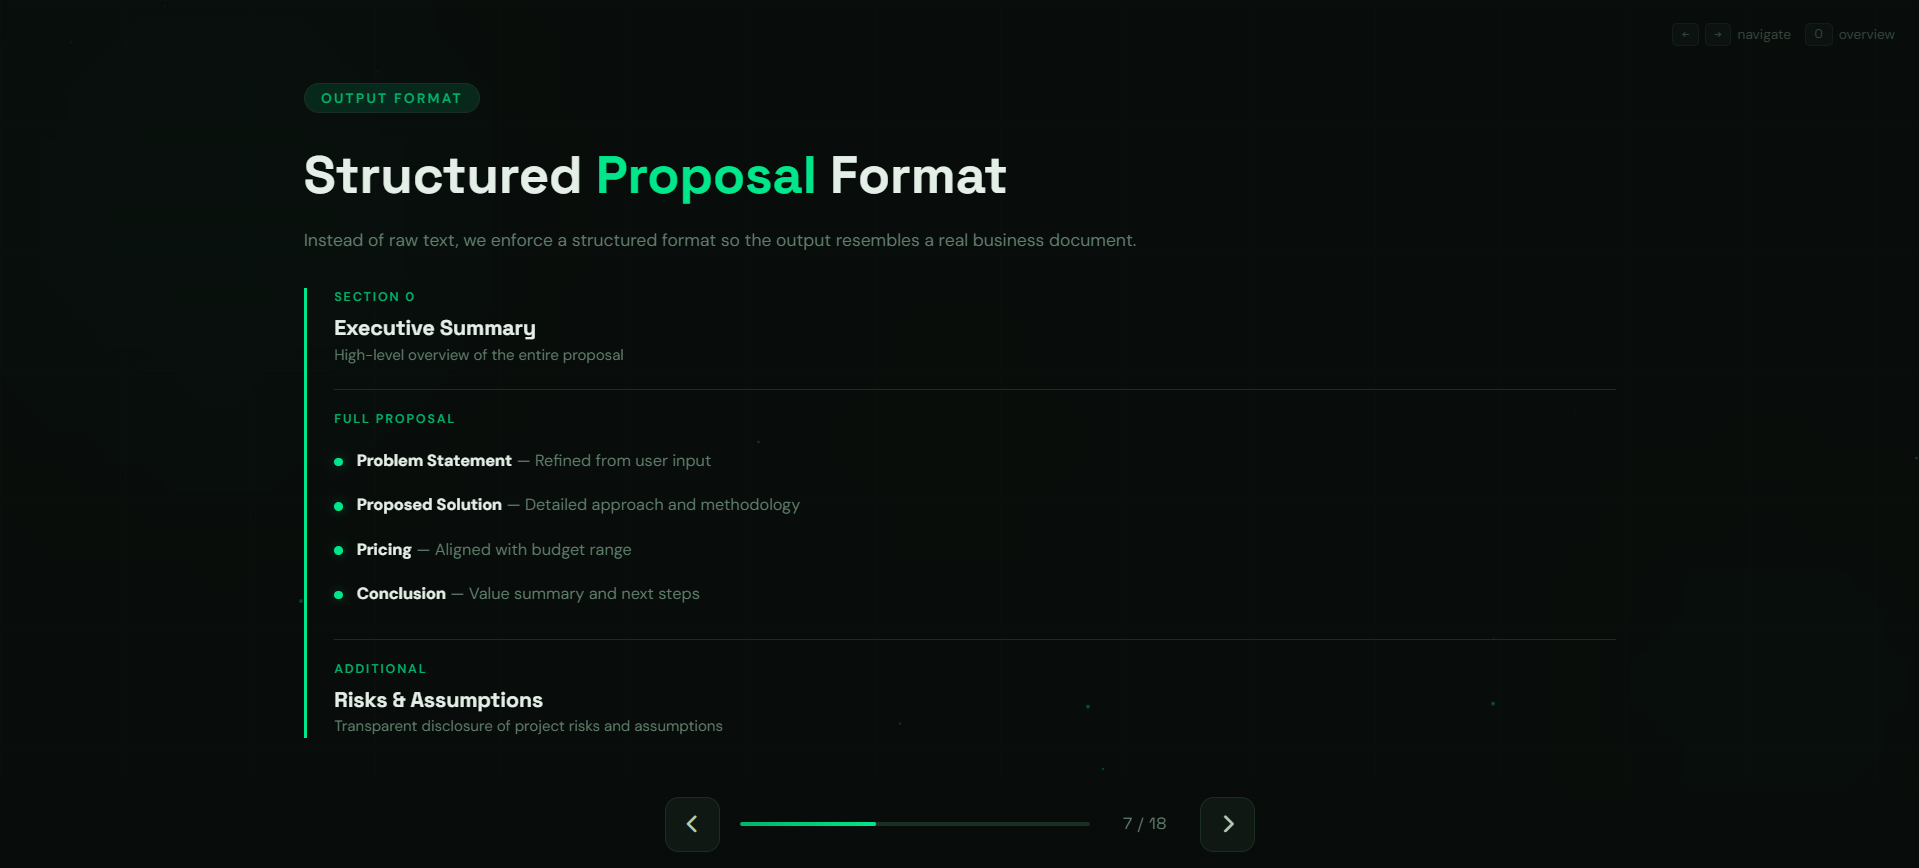 ← → navigate O overview
OUTPUT FORMAT
Structured Proposal Format
Instead of raw text, we enforce a structured format so the output resembles a real business document.
SECTION 0
Executive Summary
High-level overview of the entire proposal
FULL PROPOSAL
Problem Statement — Refined from user input
Proposed Solution — Detailed approach and methodology
Pricing — Aligned with budget range
Conclusion — Value summary and next steps
ADDITIONAL
Risks & Assumptions
Transparent disclosure of project risks and assumptions
7 / 18